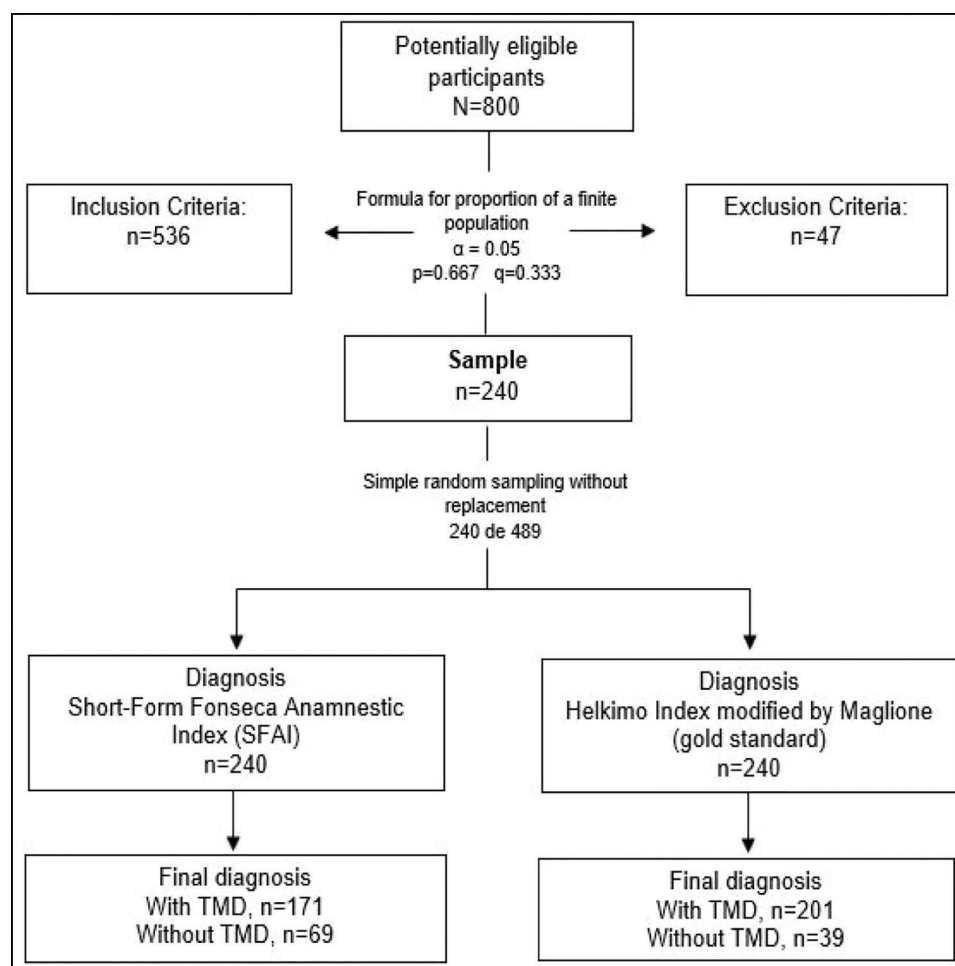 Potentially eligible
participants
N=800
Inclusion Criteria:
n=536
Formula for proportion of a finite
population
α = 0.05
p=0.667 q=0.333
Exclusion Criteria:
n=47
Sample
n=240
Simple random sampling without
replacement
240 de 489
Diagnosis
Short-Form Fonseca Anamnestic
Index (SFAI)
n=240
Diagnosis
Helkimo Index modified by Maglione
(gold standard)
n=240
Final diagnosis
With TMD, n=171
Without TMD, n=69
Final diagnosis
With TMD, n=201
Without TMD, n=39